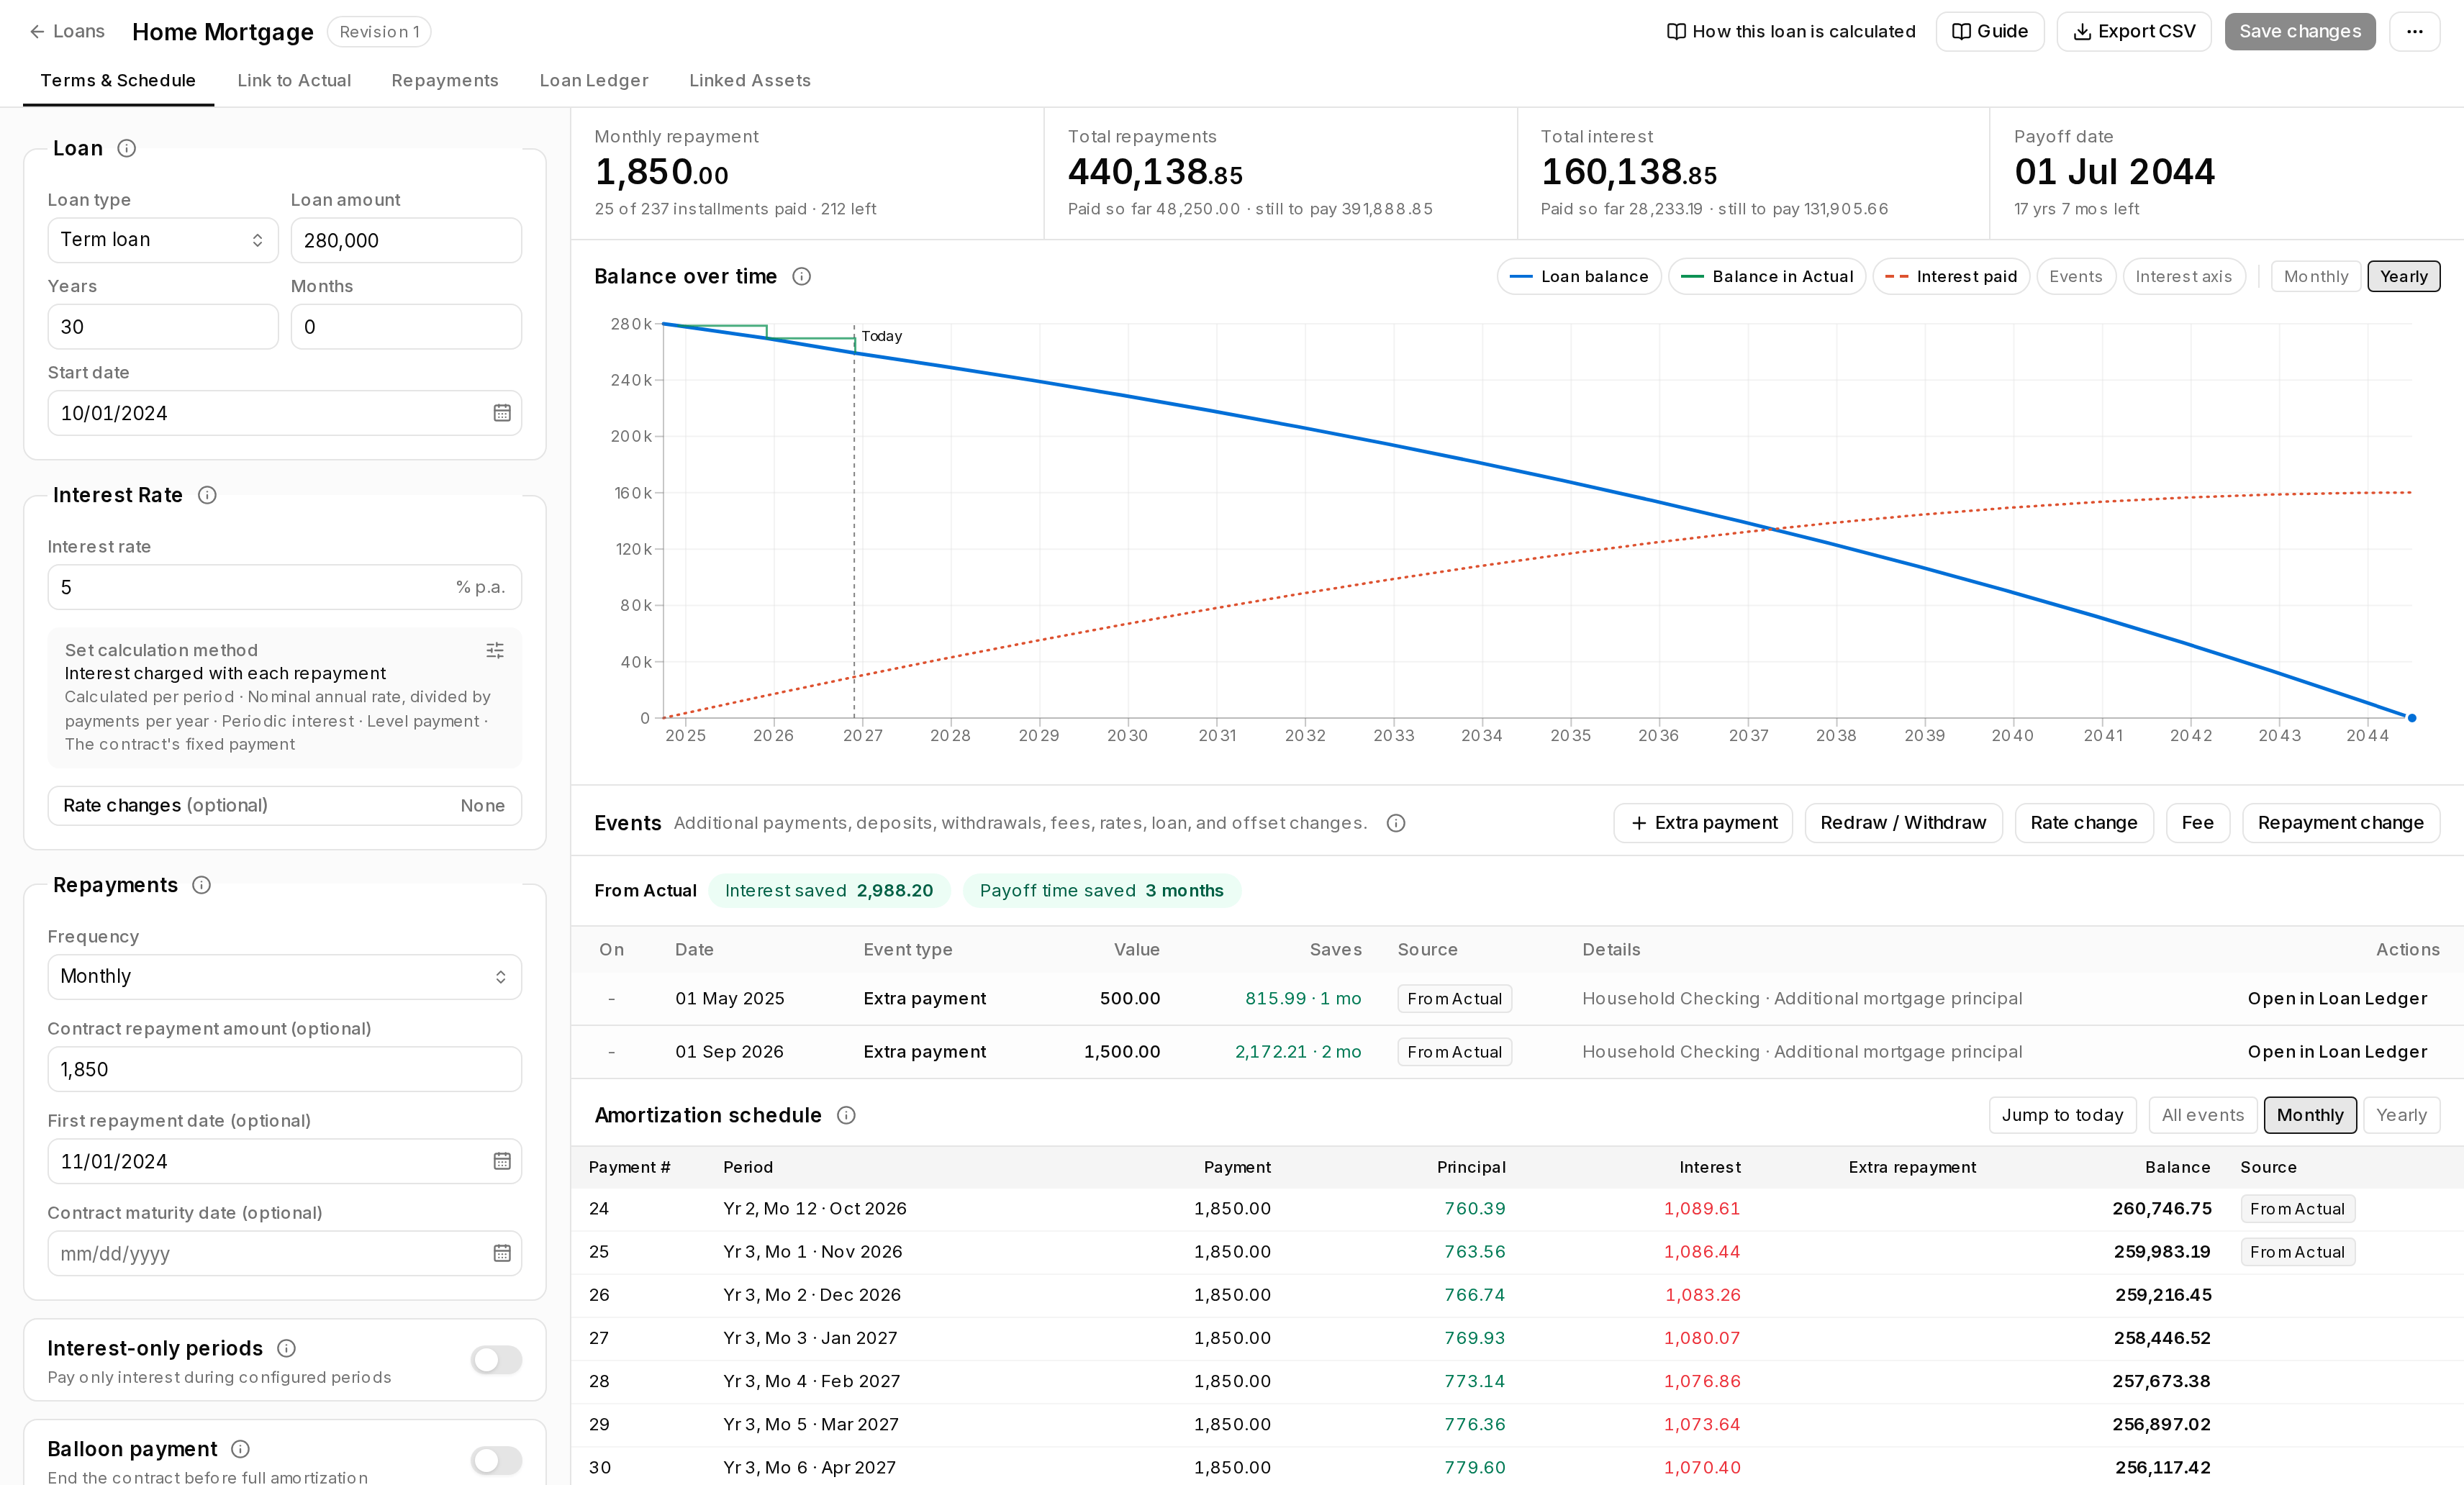 Loans
Home Mortgage
Revision 1
How this loan is calculated
Guide
Export CSV
Save changes
Terms & Schedule
Link to Actual
Repayments
Loan Ledger
Linked Assets
Loan
Loan type
Loan amount
Term loan
280,000
Years
Months
30
0
Start date
10/01/2024
Interest Rate
Interest rate
5
% p.a.
Set calculation method
Interest charged with each repayment
Calculated per period · Nominal annual rate, divided by
payments per year · Periodic interest · Level payment ·
The contract's fixed payment
Rate changes (optional)
None
Repayments
Frequency
Monthly
Contract repayment amount (optional)
1,850
First repayment date (optional)
11/01/2024
Contract maturity date (optional)
mm/dd/yyyy
Interest-only periods
Pay only interest during configured periods
Balloon payment
End the contract before full amortization
Monthly repayment
1,850.00
25 of 237 installments paid · 212 left
Total repayments
440,138.85
Paid so far 48,250.00 · still to pay 391,888.85
Total interest
160,138.85
Paid so far 28,233.19 · still to pay 131,905.66
Payoff date
01 Jul 2044
17 yrs 7 mos left
Balance over time
Loan balance
Balance in Actual
Interest paid
Events
Interest axis
Monthly
Yearly
280k
240k
200k
160k
120k
80k
40k
0
Today
2025 2026 2027 2028 2029 2030 2031 2032 2033 2034 2035 2036 2037 2038 2039 2040 2041 2042 2043 2044
Events
Additional payments, deposits, withdrawals, fees, rates, loan, and offset changes.
Extra payment
Redraw / Withdraw
Rate change
Fee
Repayment change
From Actual
Interest saved 2,988.20
Payoff time saved 3 months
On Date Event type Value Saves Source Details Actions
- 01 May 2025 Extra payment 500.00 815.99 · 1 mo From Actual Household Checking · Additional mortgage principal Open in Loan Ledger
- 01 Sep 2026 Extra payment 1,500.00 2,172.21 · 2 mo From Actual Household Checking · Additional mortgage principal Open in Loan Ledger
Amortization schedule
Jump to today
All events
Monthly
Yearly
Payment # Period Payment Principal Interest Extra repayment Balance Source
24 Yr 2, Mo 12 · Oct 2026 1,850.00 760.39 1,089.61 260,746.75 From Actual
25 Yr 3, Mo 1 · Nov 2026 1,850.00 763.56 1,086.44 259,983.19 From Actual
26 Yr 3, Mo 2 · Dec 2026 1,850.00 766.74 1,083.26 259,216.45
27 Yr 3, Mo 3 · Jan 2027 1,850.00 769.93 1,080.07 258,446.52
28 Yr 3, Mo 4 · Feb 2027 1,850.00 773.14 1,076.86 257,673.38
29 Yr 3, Mo 5 · Mar 2027 1,850.00 776.36 1,073.64 256,897.02
30 Yr 3, Mo 6 · Apr 2027 1,850.00 779.60 1,070.40 256,117.42